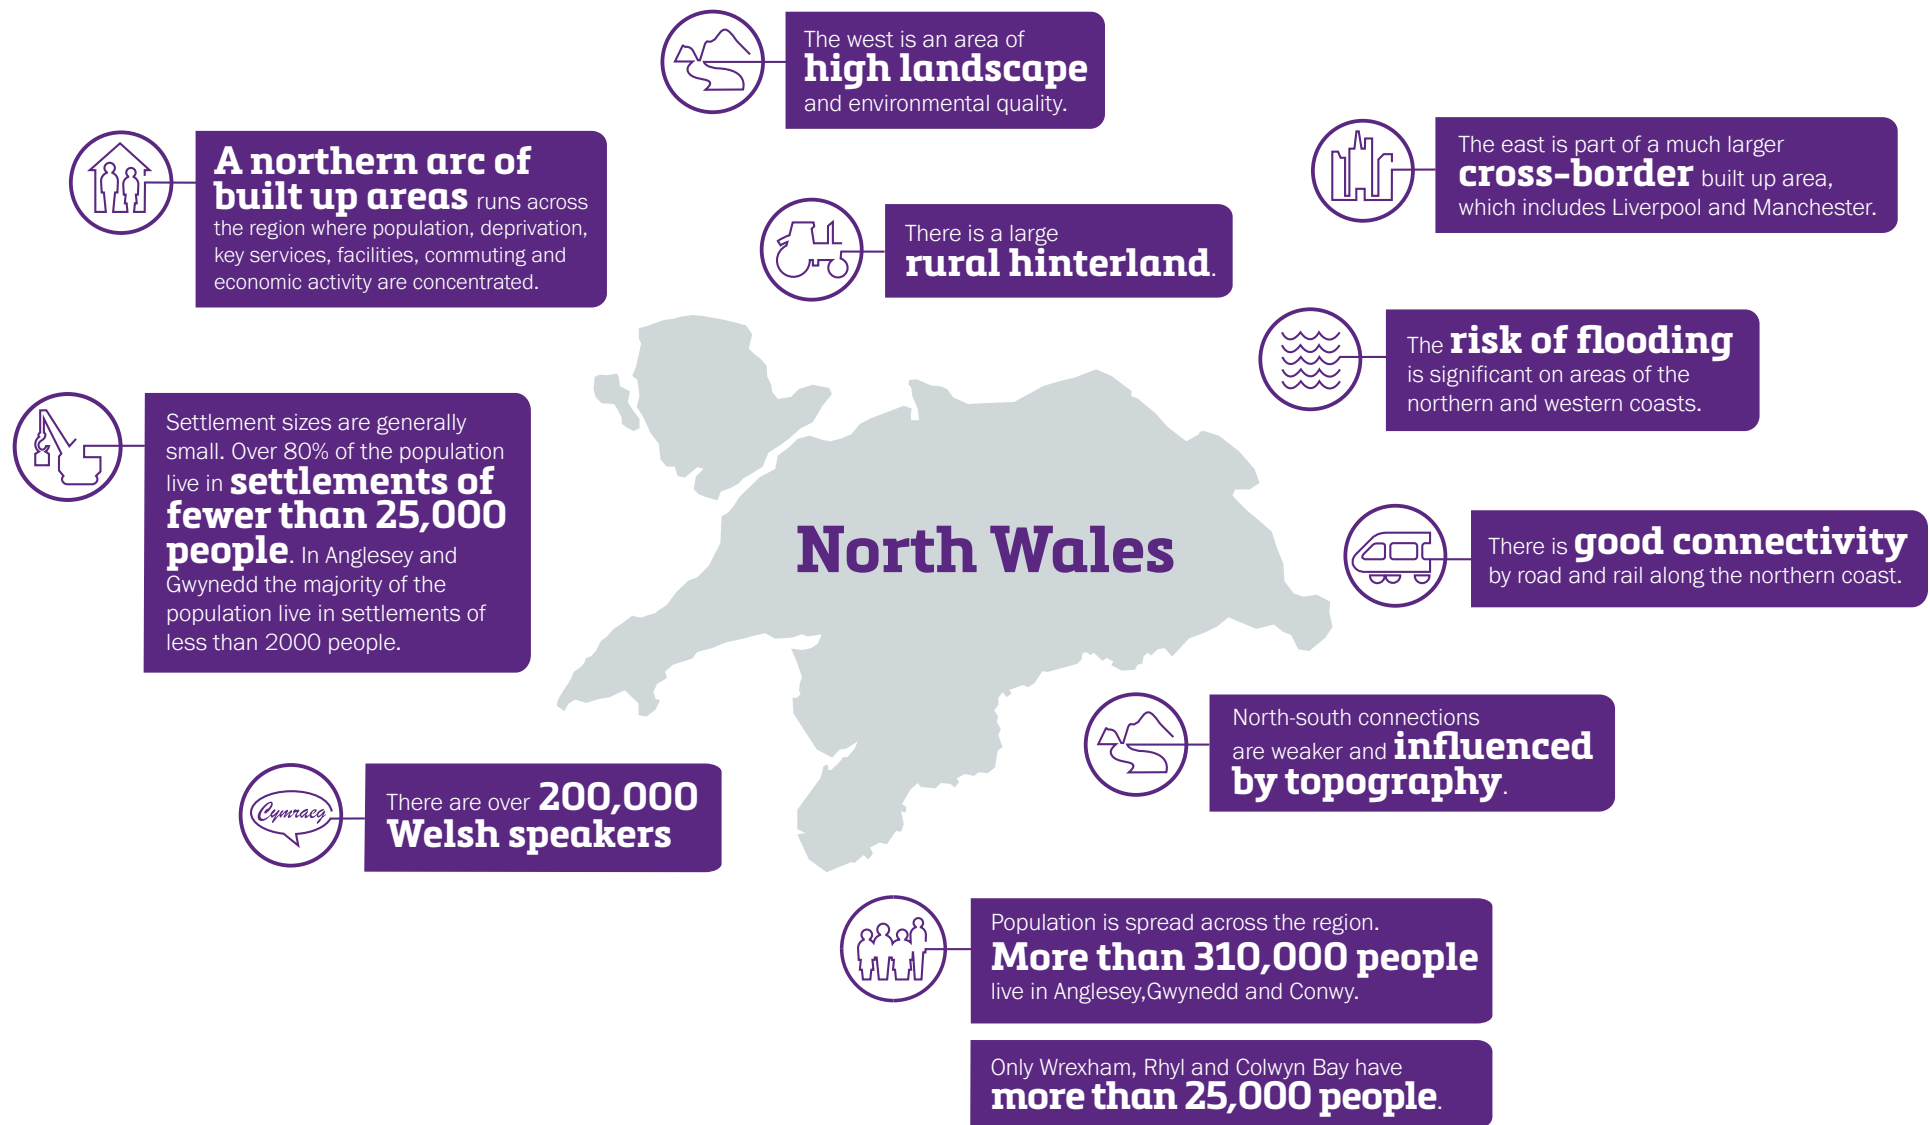 The west is an area of
high landscape
and environmental quality.
A northern arc of
built up areas runs across
the region where population, deprivation,
key services, facilities, commuting and
economic activity are concentrated.
The east is part of a much larger
cross-border built up area,
which includes Liverpool and Manchester.
There is a large
rural hinterland.
The risk of flooding
is significant on areas of the
northern and western coasts.
Settlement sizes are generally
small. Over 80% of the population
live in settlements of
fewer than 25,000
people. In Anglesey and
Gwynedd the majority of the
population live in settlements of
less than 2000 people.
North Wales
There is good connectivity
by road and rail along the northern coast.
North-south connections
are weaker and influenced
by topography.
Cymraeg
There are over 200,000
Welsh speakers
Population is spread across the region.
More than 310,000 people
live in Anglesey,Gwynedd and Conwy.
Only Wrexham, Rhyl and Colwyn Bay have
more than 25,000 people.